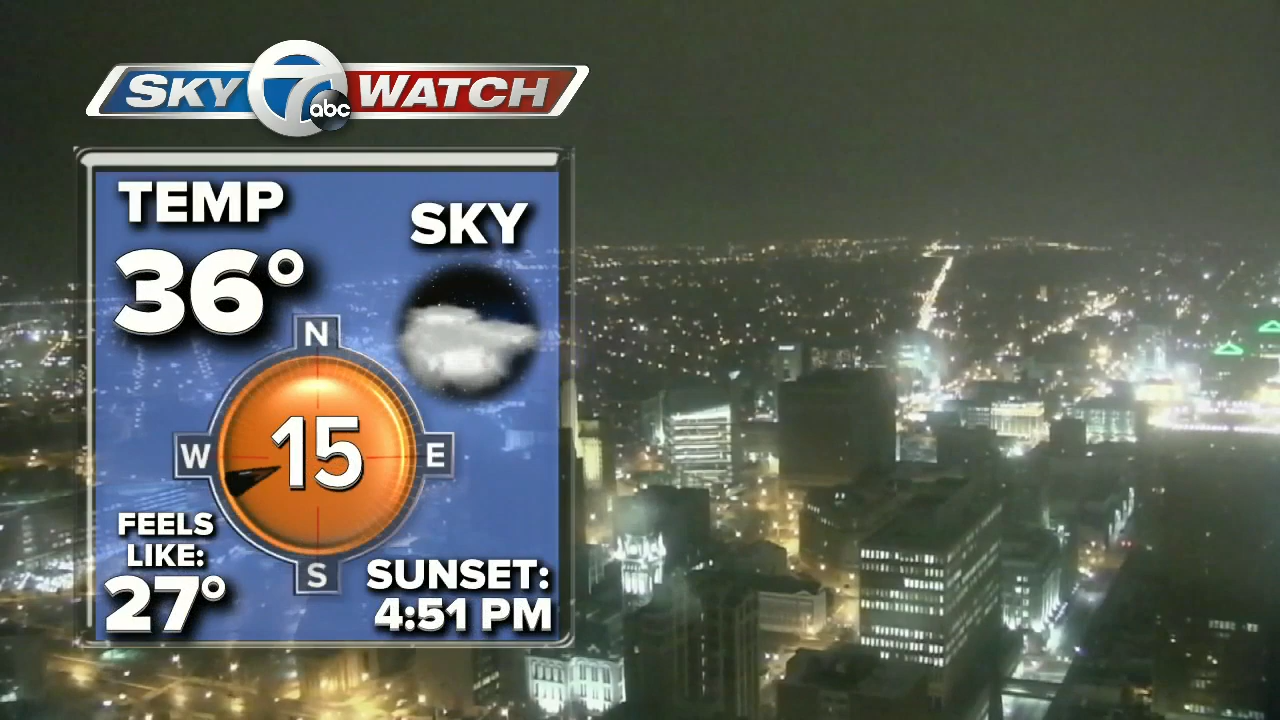 SKY 7 abc WATCH
TEMP
36°
SKY
N
W
15
E
S
FEELS
LIKE:
27°
SUNSET:
4:51 PM